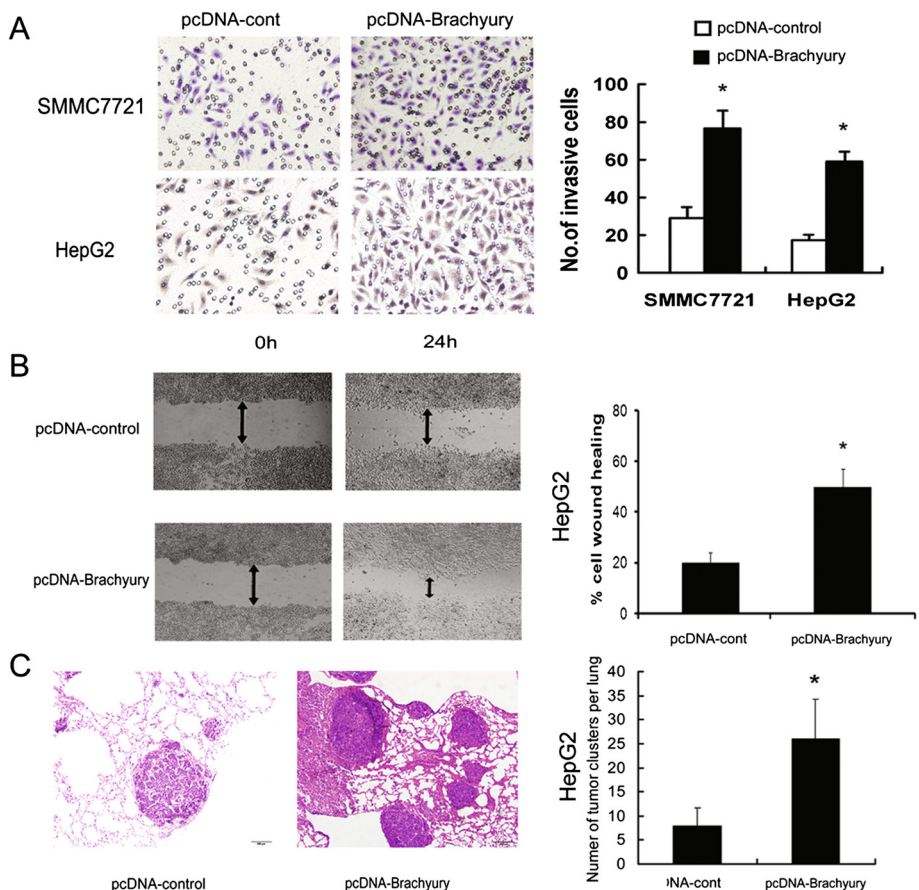 A
pcDNA-cont
pcDNA-Brachyury
SMMC7721
HepG2
pcDNA-control
pcDNA-Brachyury
No.of invasive cells
100
80
60
40
20
0
*
*
SMMC7721
HepG2
B
0h
24h
pcDNA-control
pcDNA-Brachyury
HepG2
% cell wound healing
80
60
40
20
0
*
pcDNA-cont
pcDNA-Brachyury
C
pcDNA-control
pcDNA-Brachyury
HepG2
Numer of tumor clusters per lung
40
35
30
25
20
15
10
5
0
*
NA-cont
pcDNA-Brachyury